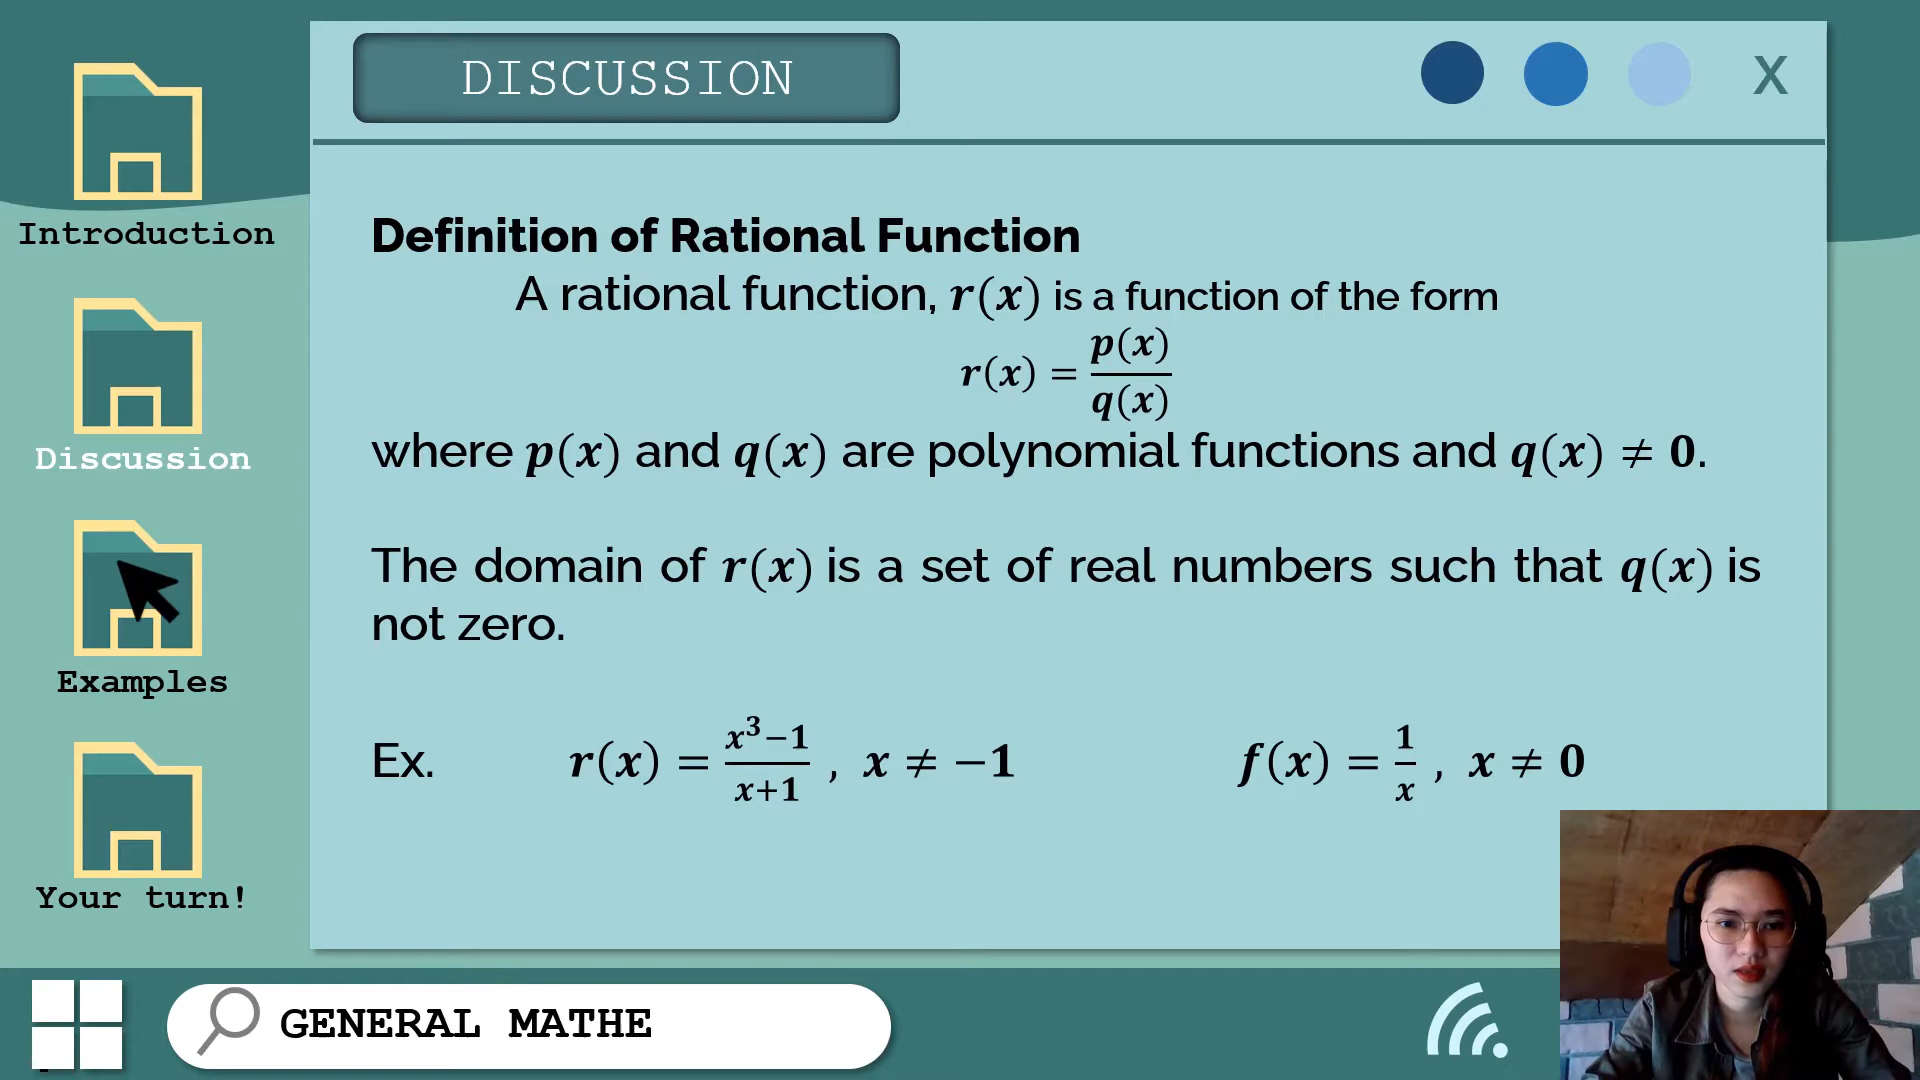 DISCUSSION
X
Introduction
Discussion
Examples
Your turn!
Definition of Rational Function
A rational function, r(x) is a function of the form
r(x) = p(x)/q(x)
where p(x) and q(x) are polynomial functions and q(x) ≠ 0.
The domain of r(x) is a set of real numbers such that q(x) is
not zero.
Ex. r(x) = x³−1/x+1 , x ≠ −1 f(x) = 1/x , x ≠ 0
GENERAL MATHE